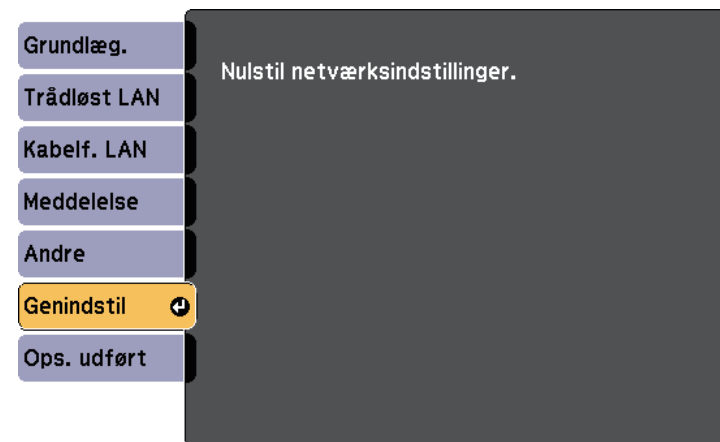 Grundlæg.
Trådløst LAN
Kabelf. LAN
Meddelelse
Andre
Genindstil
Ops. udført
Nulstil netværksindstillinger.